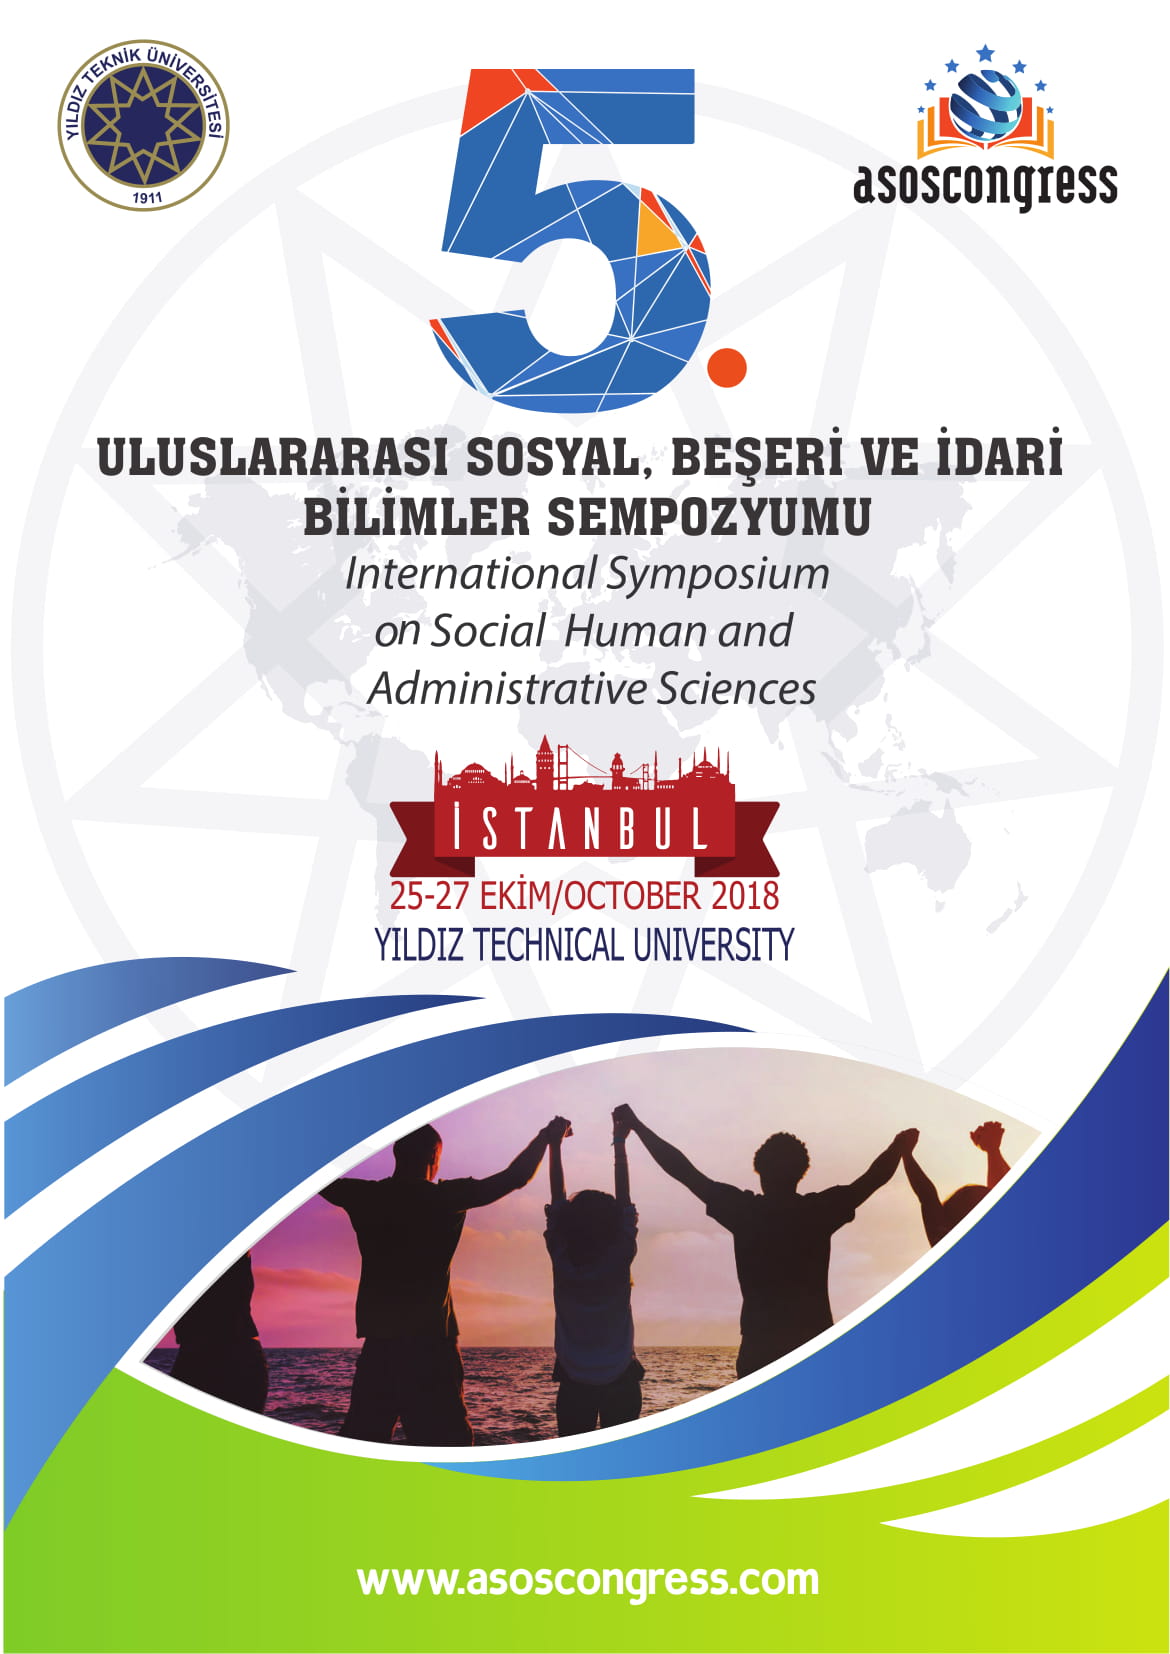 YILDIZ TEKNİK ÜNİVERSİTESİ
1911
asoscongress
5.
ULUSLARARASI SOSYAL, BEŞERİ VE İDARİ
BİLİMLER SEMPOZYUMU
International Symposium
on Social Human and
Administrative Sciences
İSTANBUL
25-27 EKİM/OCTOBER 2018
YILDIZ TECHNICAL UNIVERSITY
www.asoscongress.com